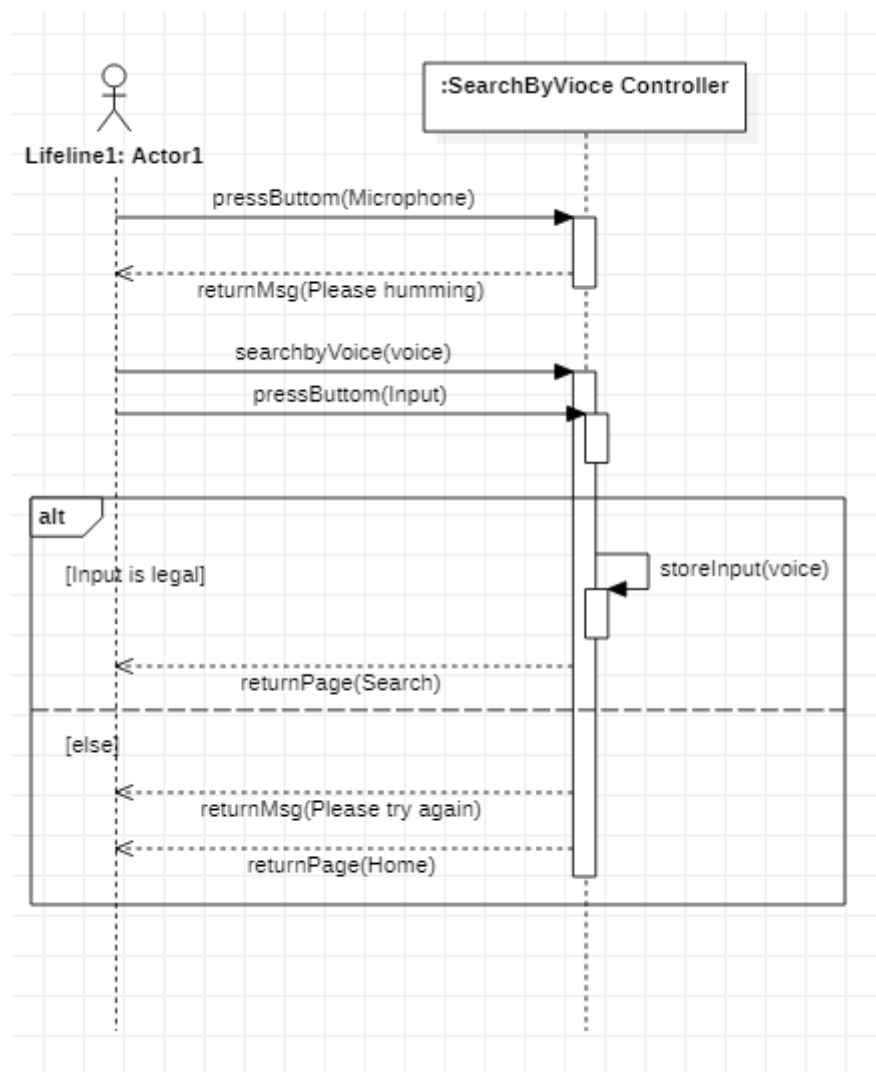 :SearchByVioce Controller
Lifeline1: Actor1
pressButtom(Microphone)
returnMsg(Please humming)
searchbyVoice(voice)
pressButtom(Input)
alt
[Input is legal]
storeInput(voice)
returnPage(Search)
[else]
returnMsg(Please try again)
returnPage(Home)